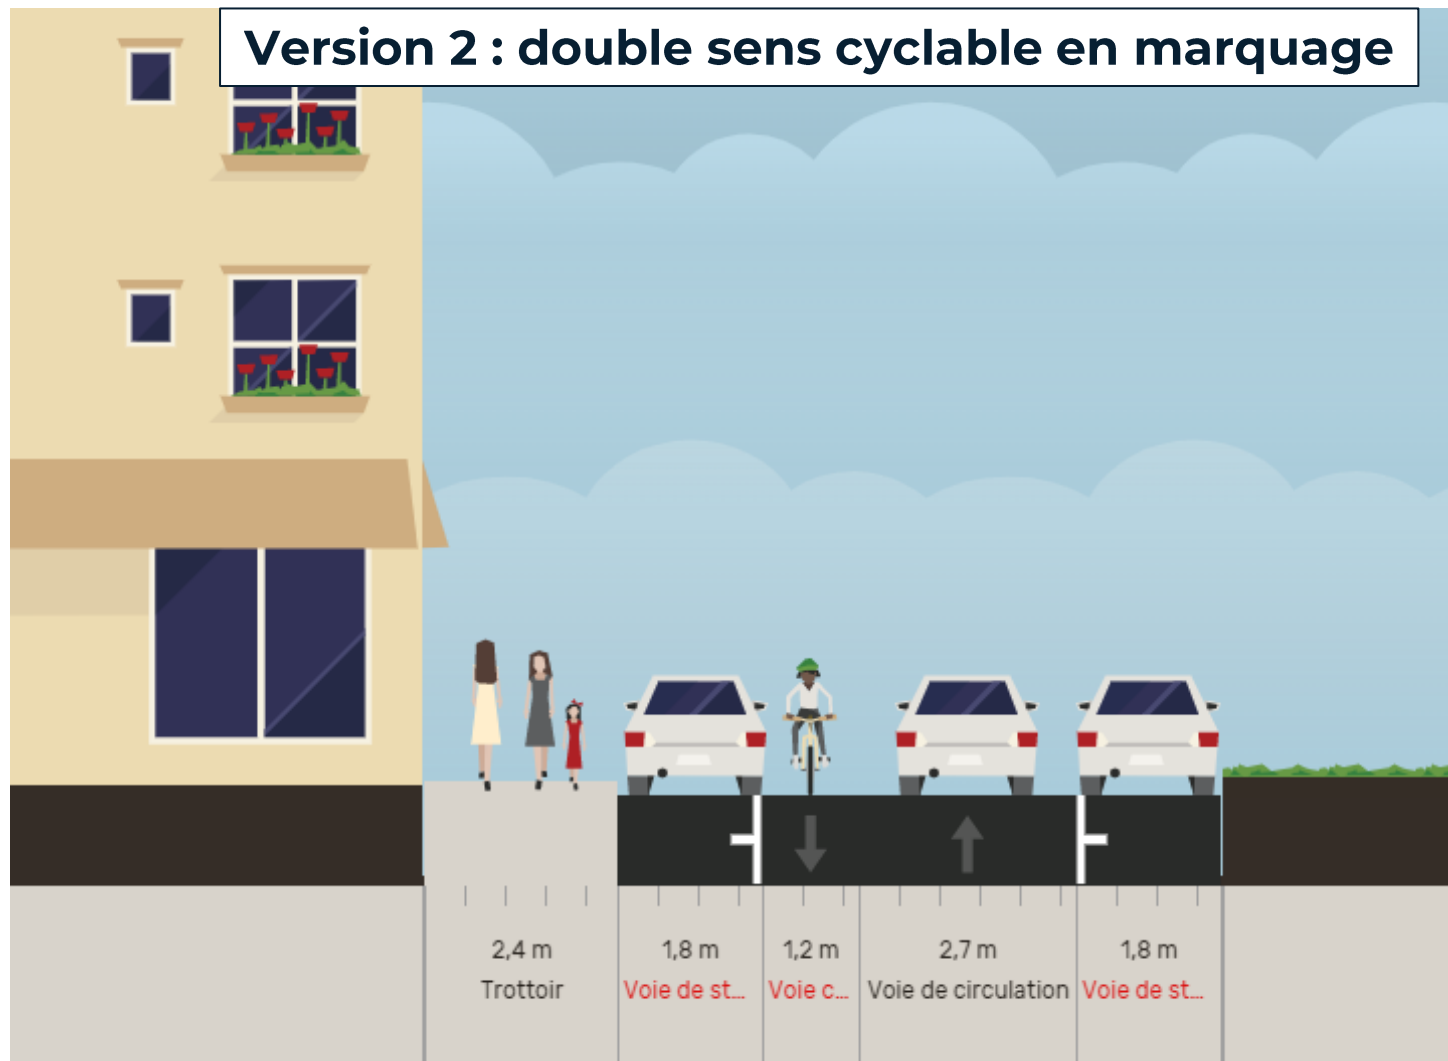 Version 2 : double sens cyclable en marquage
2,4 m
1,8 m
1,2 m
2,7 m
1,8 m
Trottoir
Voie de st...
Voie c...
Voie de circulation
Voie de st...